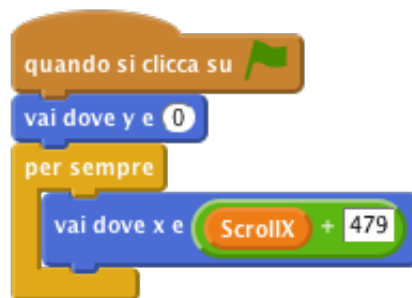 quando si clicca su
vai dove y e 0
per sempre
vai dove x e ScrollX + 479